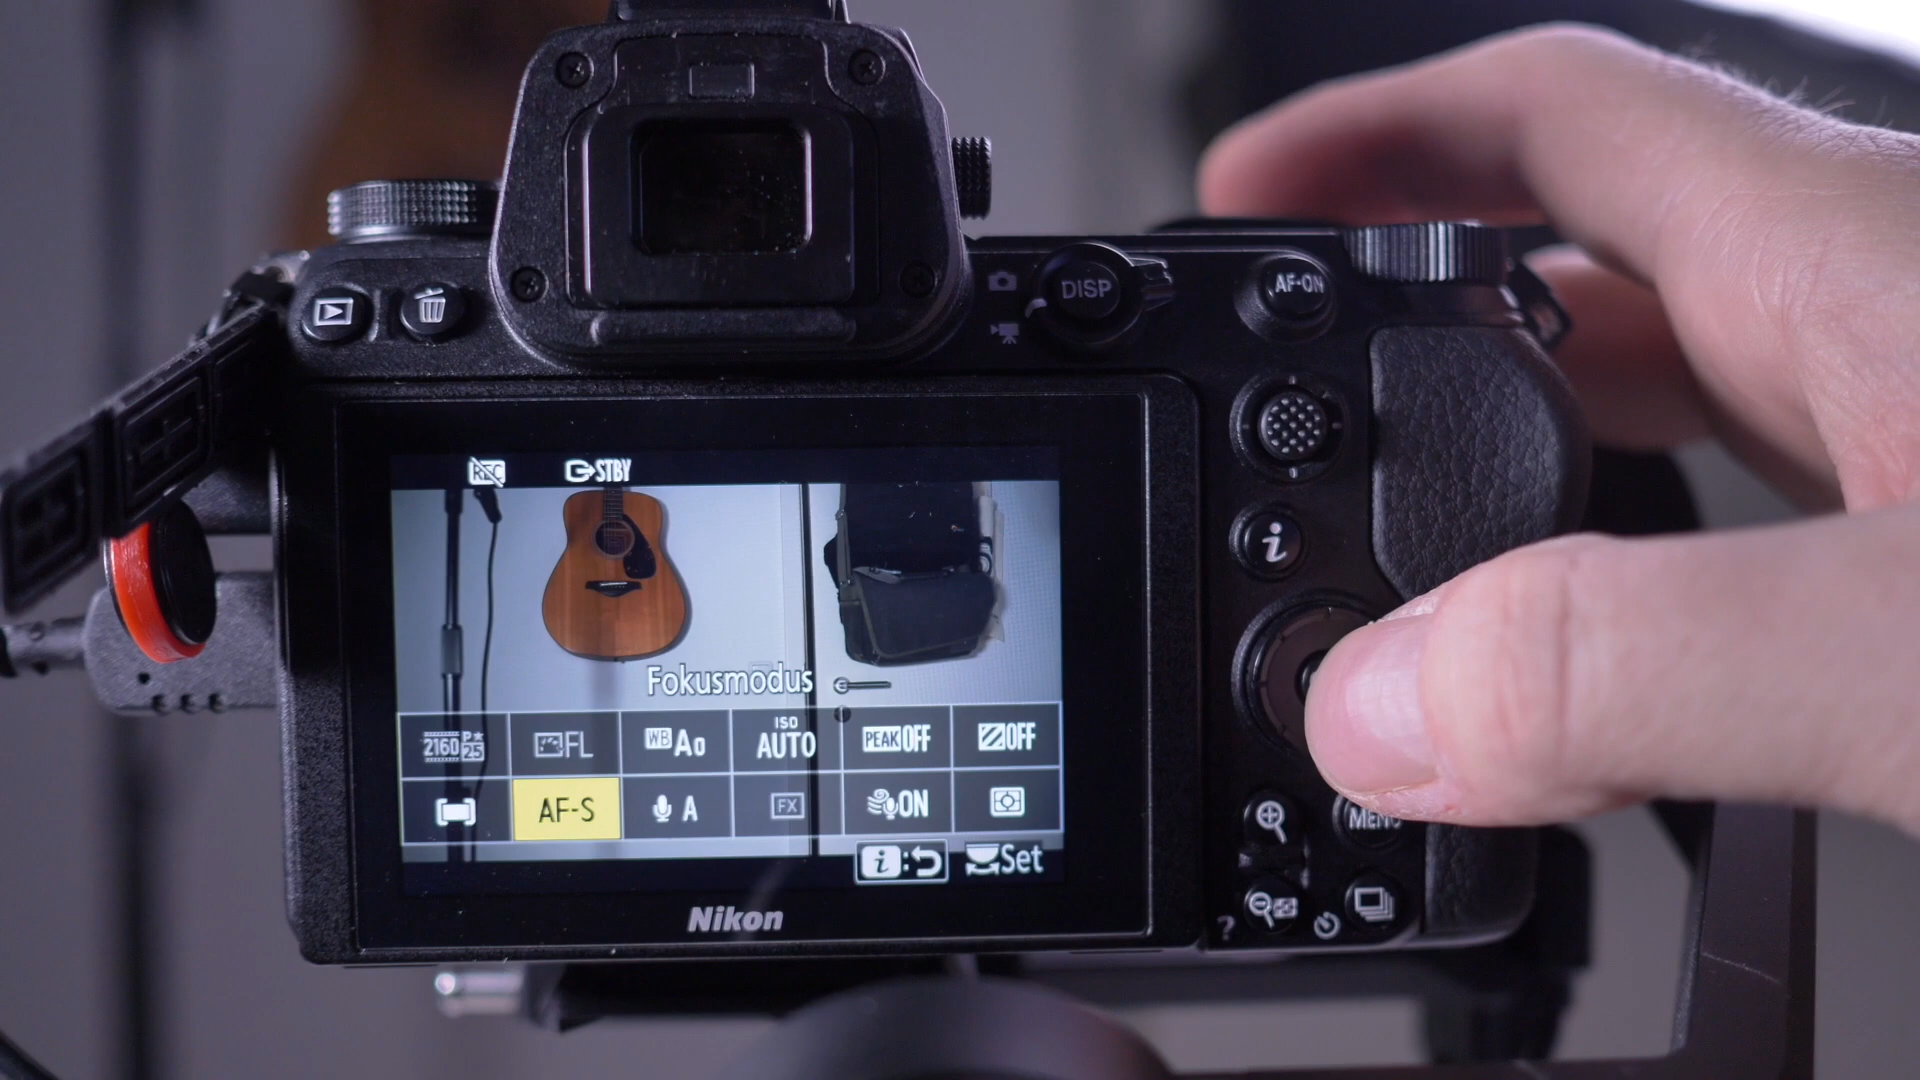 DISP
AF-ON
REC
STBY
i
Fokusmodus
2160 P★ 25
FL
WB A0
ISO AUTO
PEAK OFF
OFF
AF-S
A
FX
ON
i : Set
MENU
Nikon
?